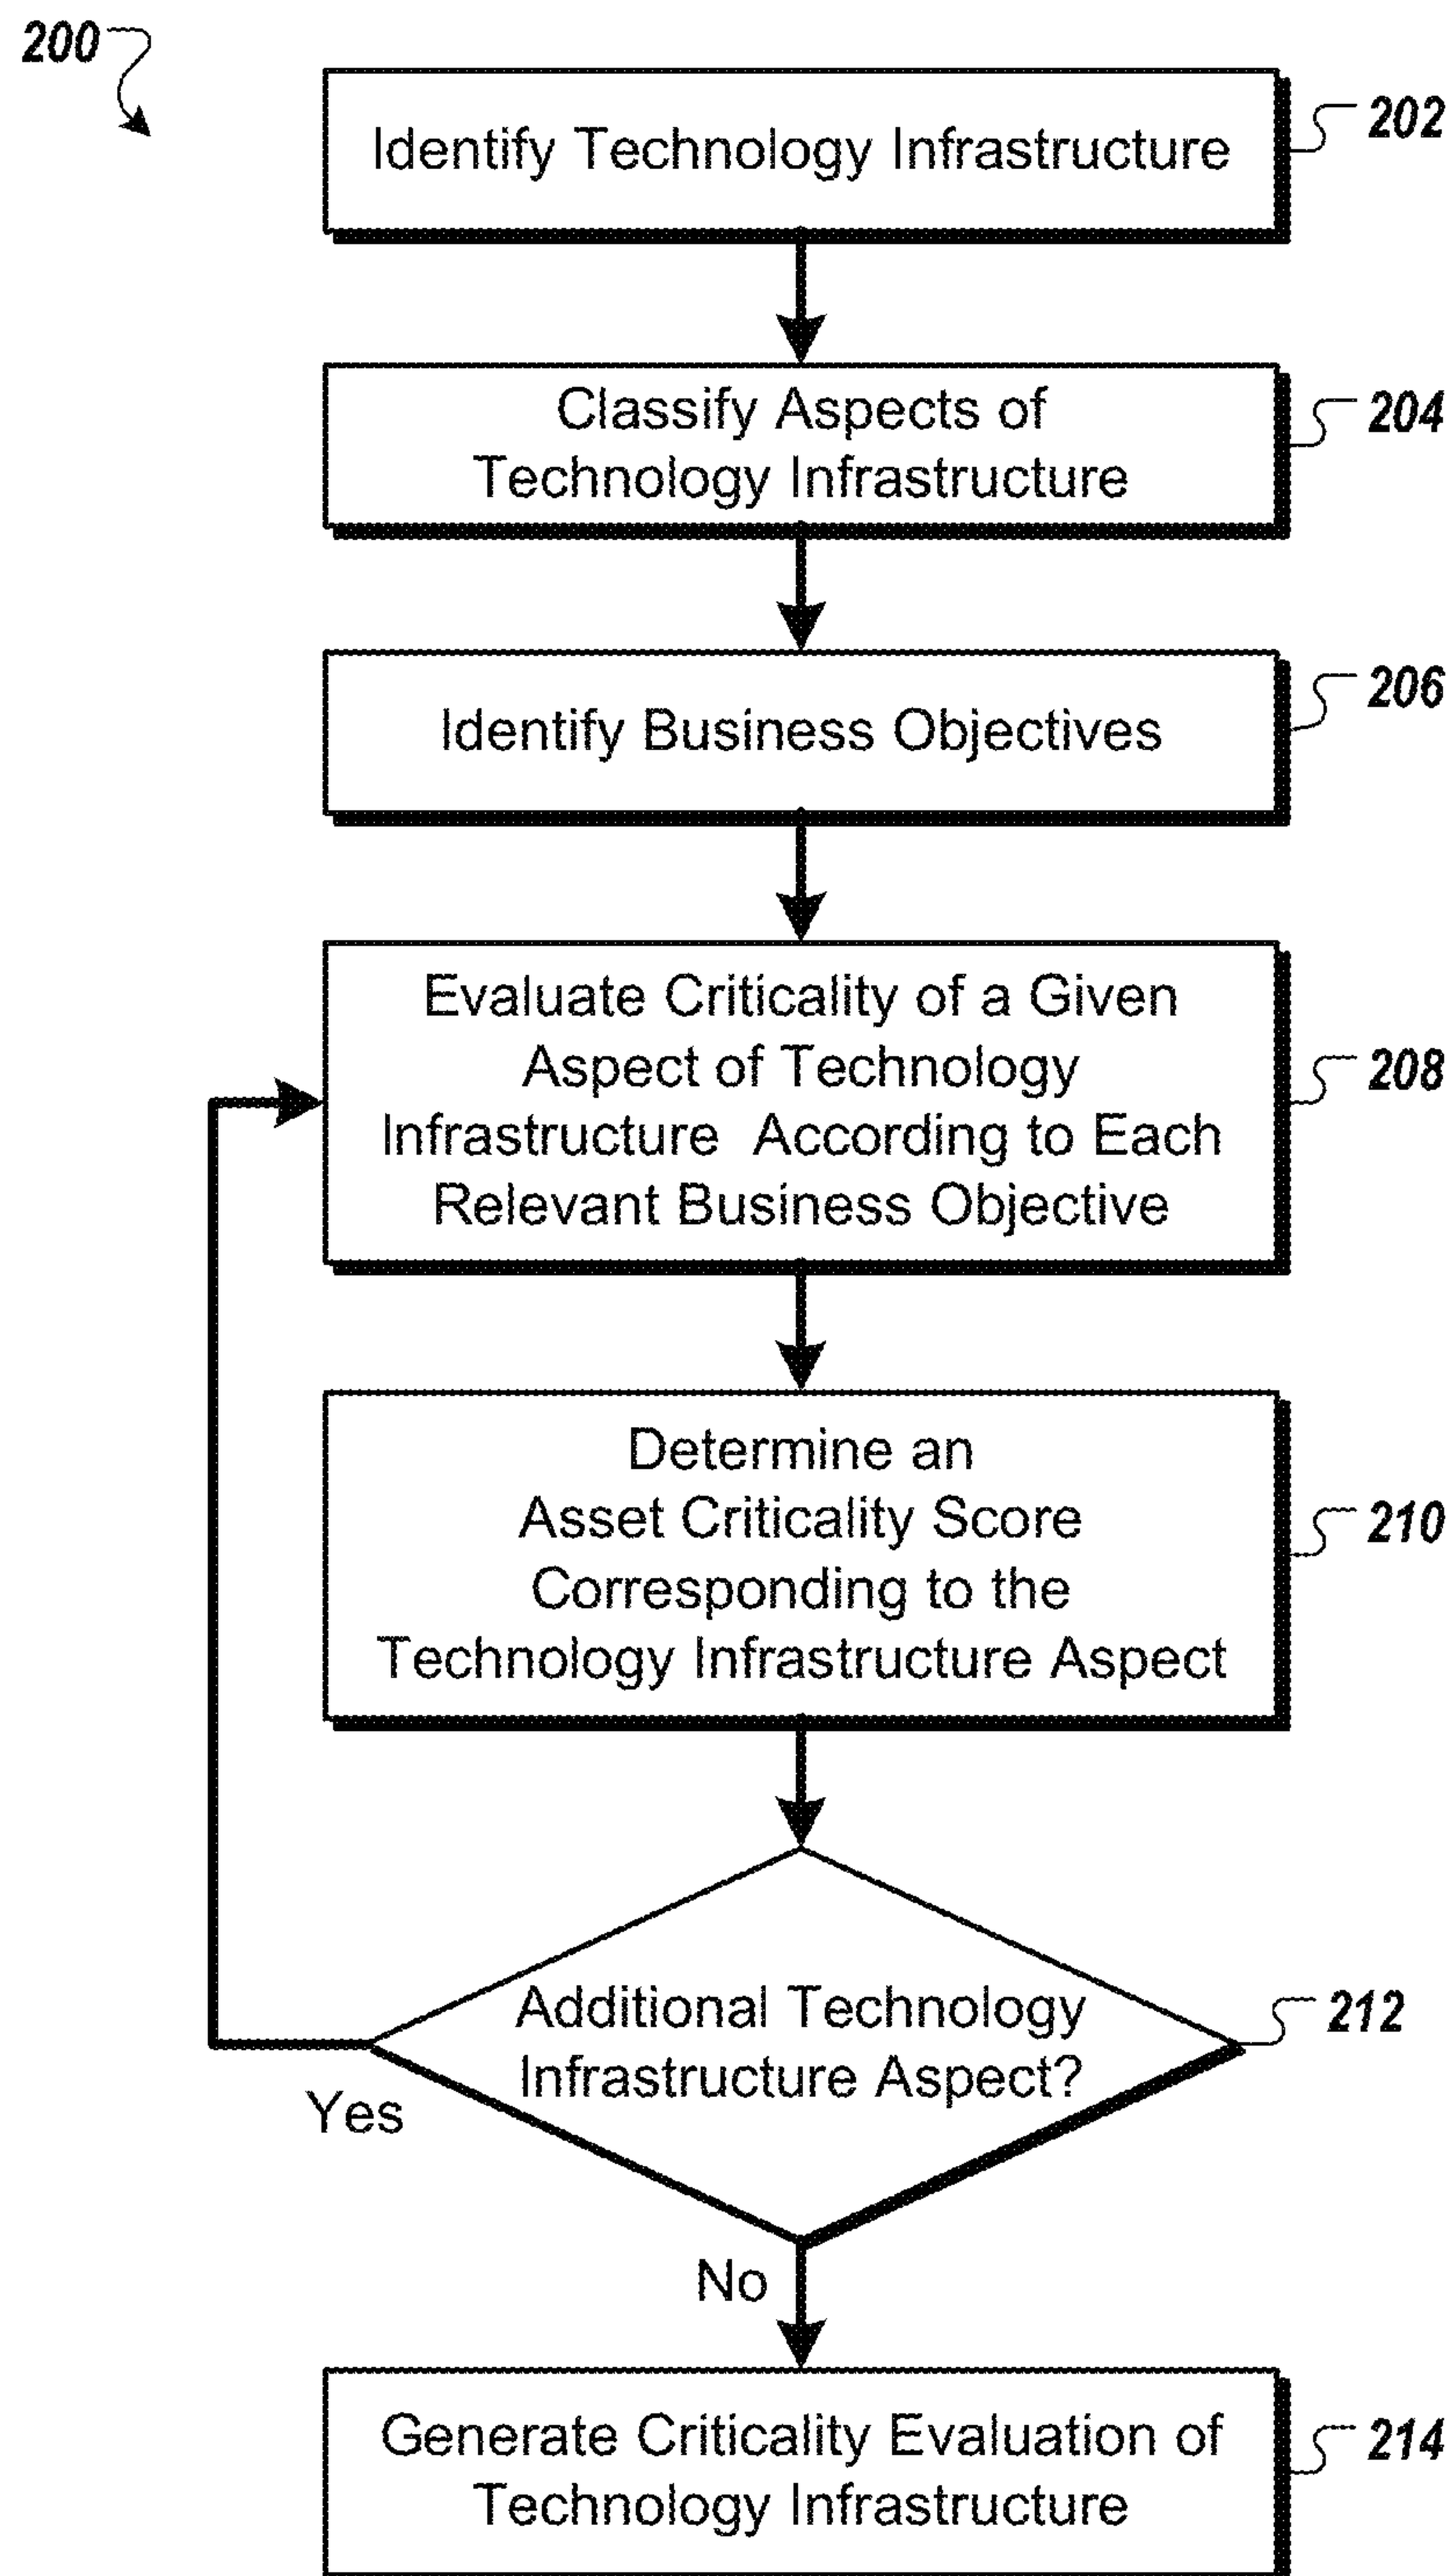 200
Identify Technology Infrastructure
202
Classify Aspects of
Technology Infrastructure
204
Identify Business Objectives
206
Evaluate Criticality of a Given
Aspect of Technology
Infrastructure According to Each
Relevant Business Objective
208
Determine an
Asset Criticality Score
Corresponding to the
Technology Infrastructure Aspect
210
Additional Technology
Infrastructure Aspect?
212
Yes
No
Generate Criticality Evaluation of
Technology Infrastructure
214